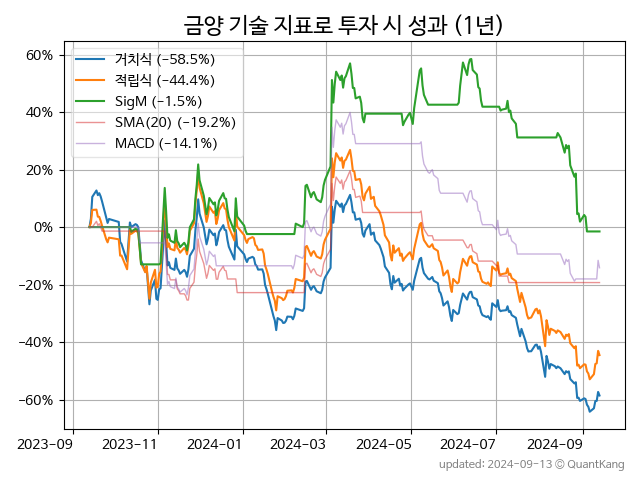 금양 기술 지표로 투자 시 성과 (1년)
60%
40%
20%
0%
−20%
−40%
−60%
거치식 (−58.5%)
적립식 (−44.4%)
SigM (−1.5%)
SMA(20) (−19.2%)
MACD (−14.1%)
2023-09 2023-11 2024-01 2024-03 2024-05 2024-07 2024-09
updated: 2024-09-13 ⓒ QuantKang